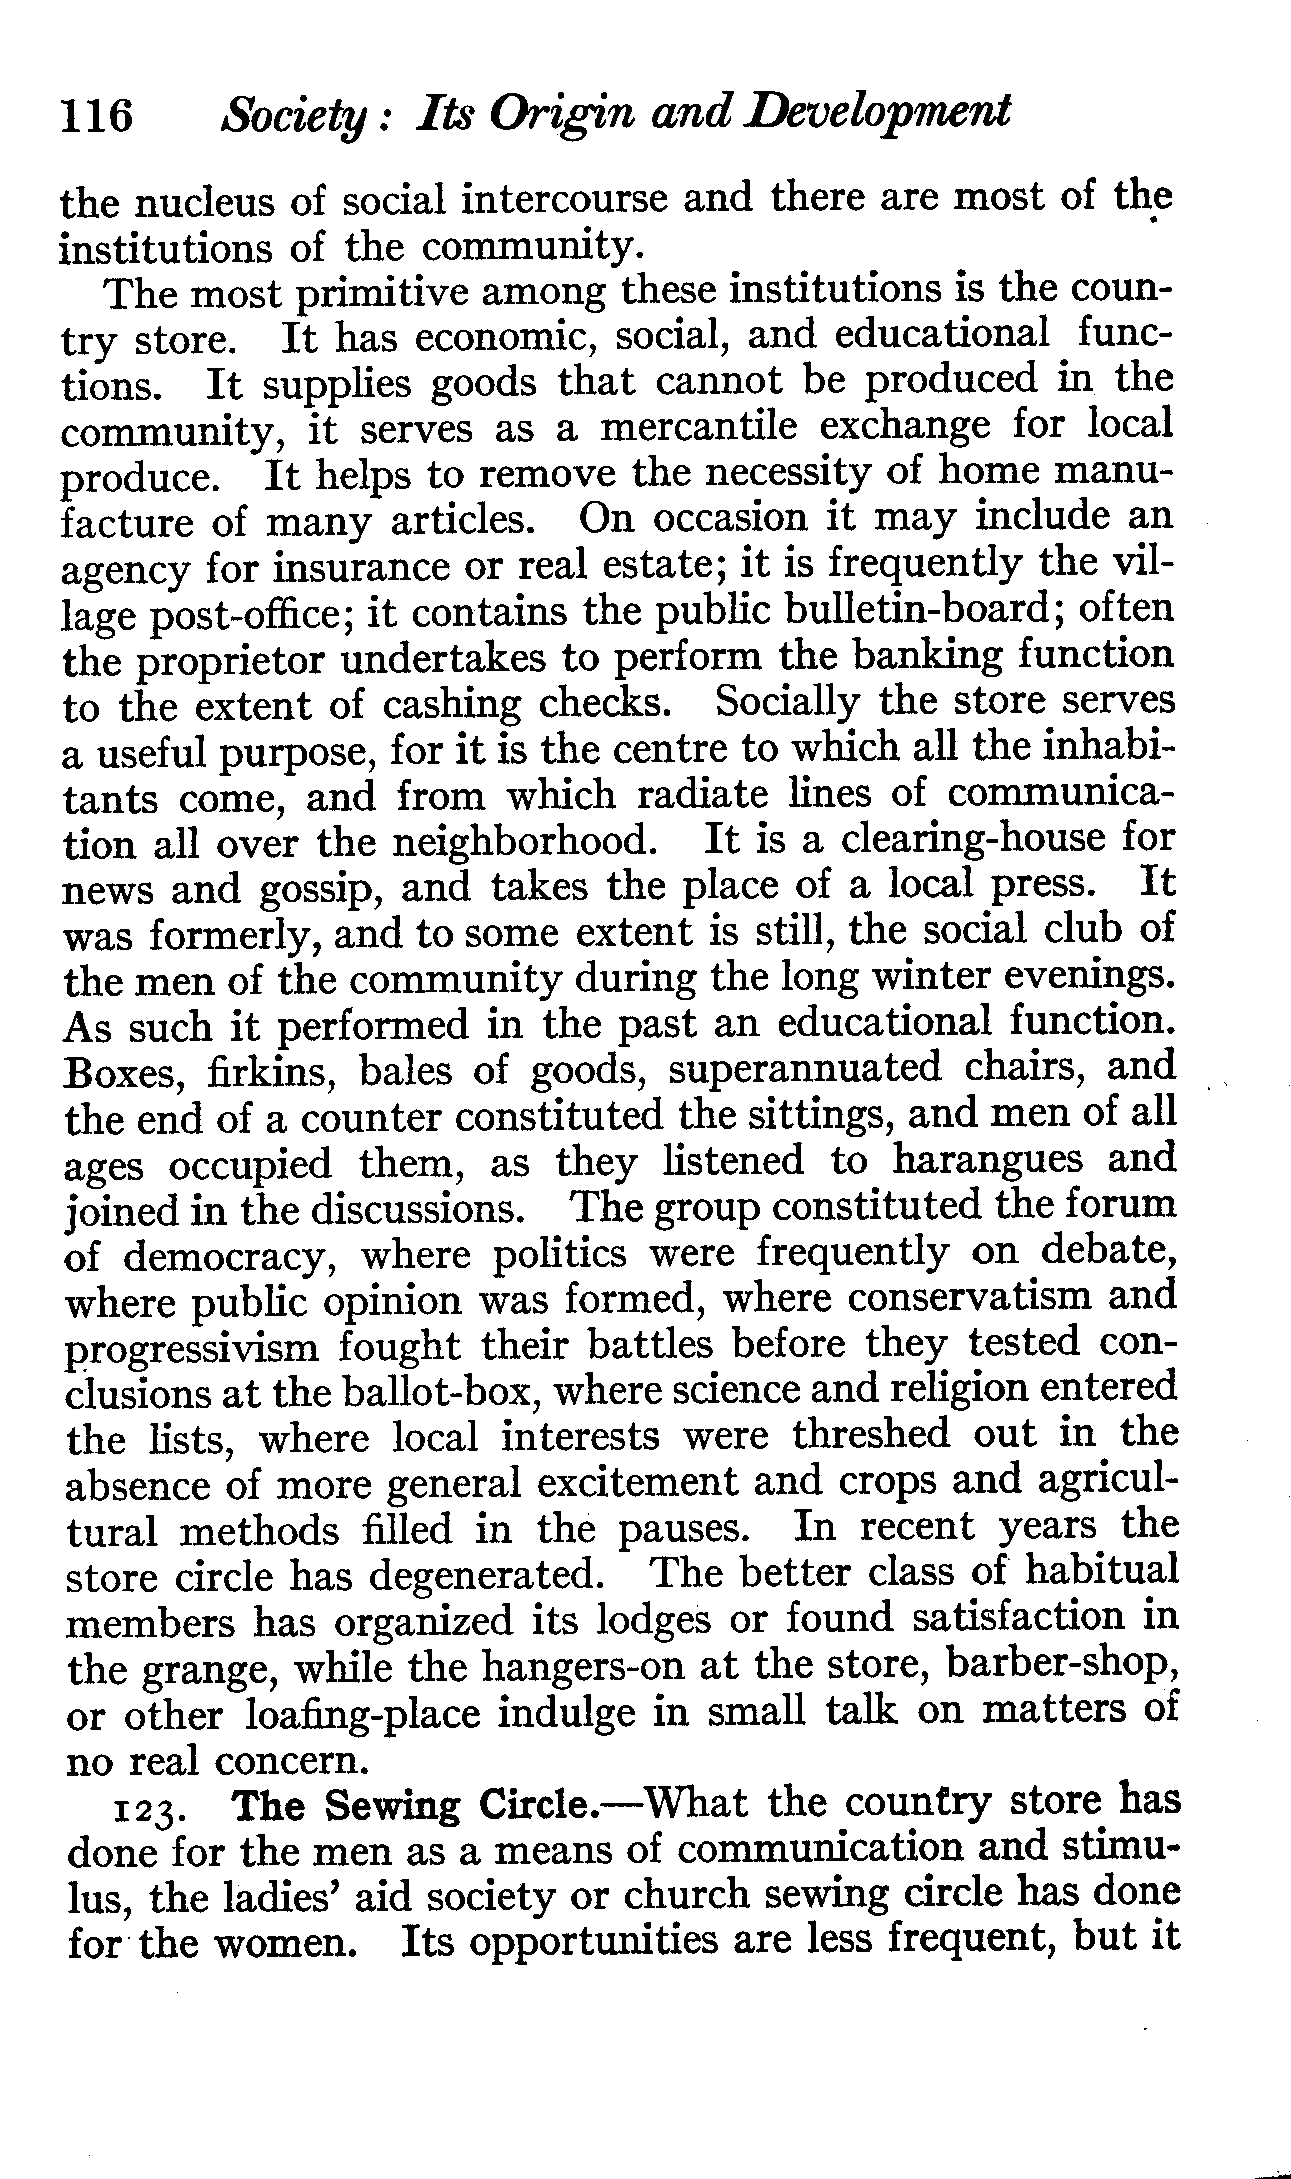 116 Society: Its Origin and Development
the nucleus of social intercourse and there are most of the
institutions of the community.
The most primitive among these institutions is the coun-
try store. It has economic, social, and educational func-
tions. It supplies goods that cannot be produced in the
community, it serves as a mercantile exchange for local
produce. It helps to remove the necessity of home manu-
facture of many articles. On occasion it may include an
agency for insurance or real estate; it is frequently the vil-
lage post-office; it contains the public bulletin-board; often
the proprietor undertakes to perform the banking function
to the extent of cashing checks. Socially the store serves
a useful purpose, for it is the centre to which all the inhabi-
tants come, and from which radiate lines of communica-
tion all over the neighborhood. It is a clearing-house for
news and gossip, and takes the place of a local press. It
was formerly, and to some extent is still, the social club of
the men of the community during the long winter evenings.
As such it performed in the past an educational function.
Boxes, firkins, bales of goods, superannuated chairs, and
the end of a counter constituted the sittings, and men of all
ages occupied them, as they listened to harangues and
joined in the discussions. The group constituted the forum
of democracy, where politics were frequently on debate,
where public opinion was formed, where conservatism and
progressivism fought their battles before they tested con-
clusions at the ballot-box, where science and religion entered
the lists, where local interests were threshed out in the
absence of more general excitement and crops and agricul-
tural methods filled in the pauses. In recent years the
store circle has degenerated. The better class of habitual
members has organized its lodges or found satisfaction in
the grange, while the hangers-on at the store, barber-shop,
or other loafing-place indulge in small talk on matters of
no real concern.
123. The Sewing Circle.—What the country store has
done for the men as a means of communication and stimu-
lus, the ladies' aid society or church sewing circle has done
for the women. Its opportunities are less frequent, but it